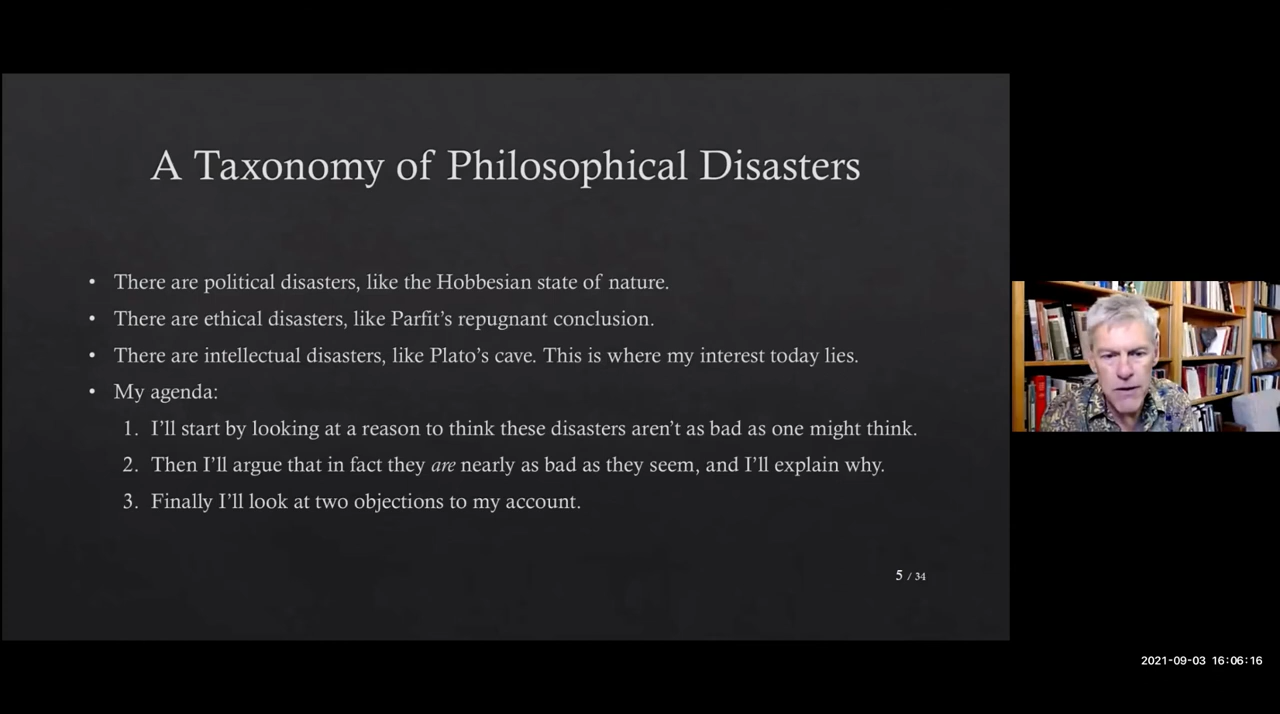 A Taxonomy of Philosophical Disasters
• There are political disasters, like the Hobbesian state of nature.
• There are ethical disasters, like Parfit’s repugnant conclusion.
• There are intellectual disasters, like Plato’s cave. This is where my interest today lies.
• My agenda:
1. I’ll start by looking at a reason to think these disasters aren’t as bad as one might think.
2. Then I’ll argue that in fact they are nearly as bad as they seem, and I’ll explain why.
3. Finally I’ll look at two objections to my account.
5 / 34
2021-09-03 16:06:16